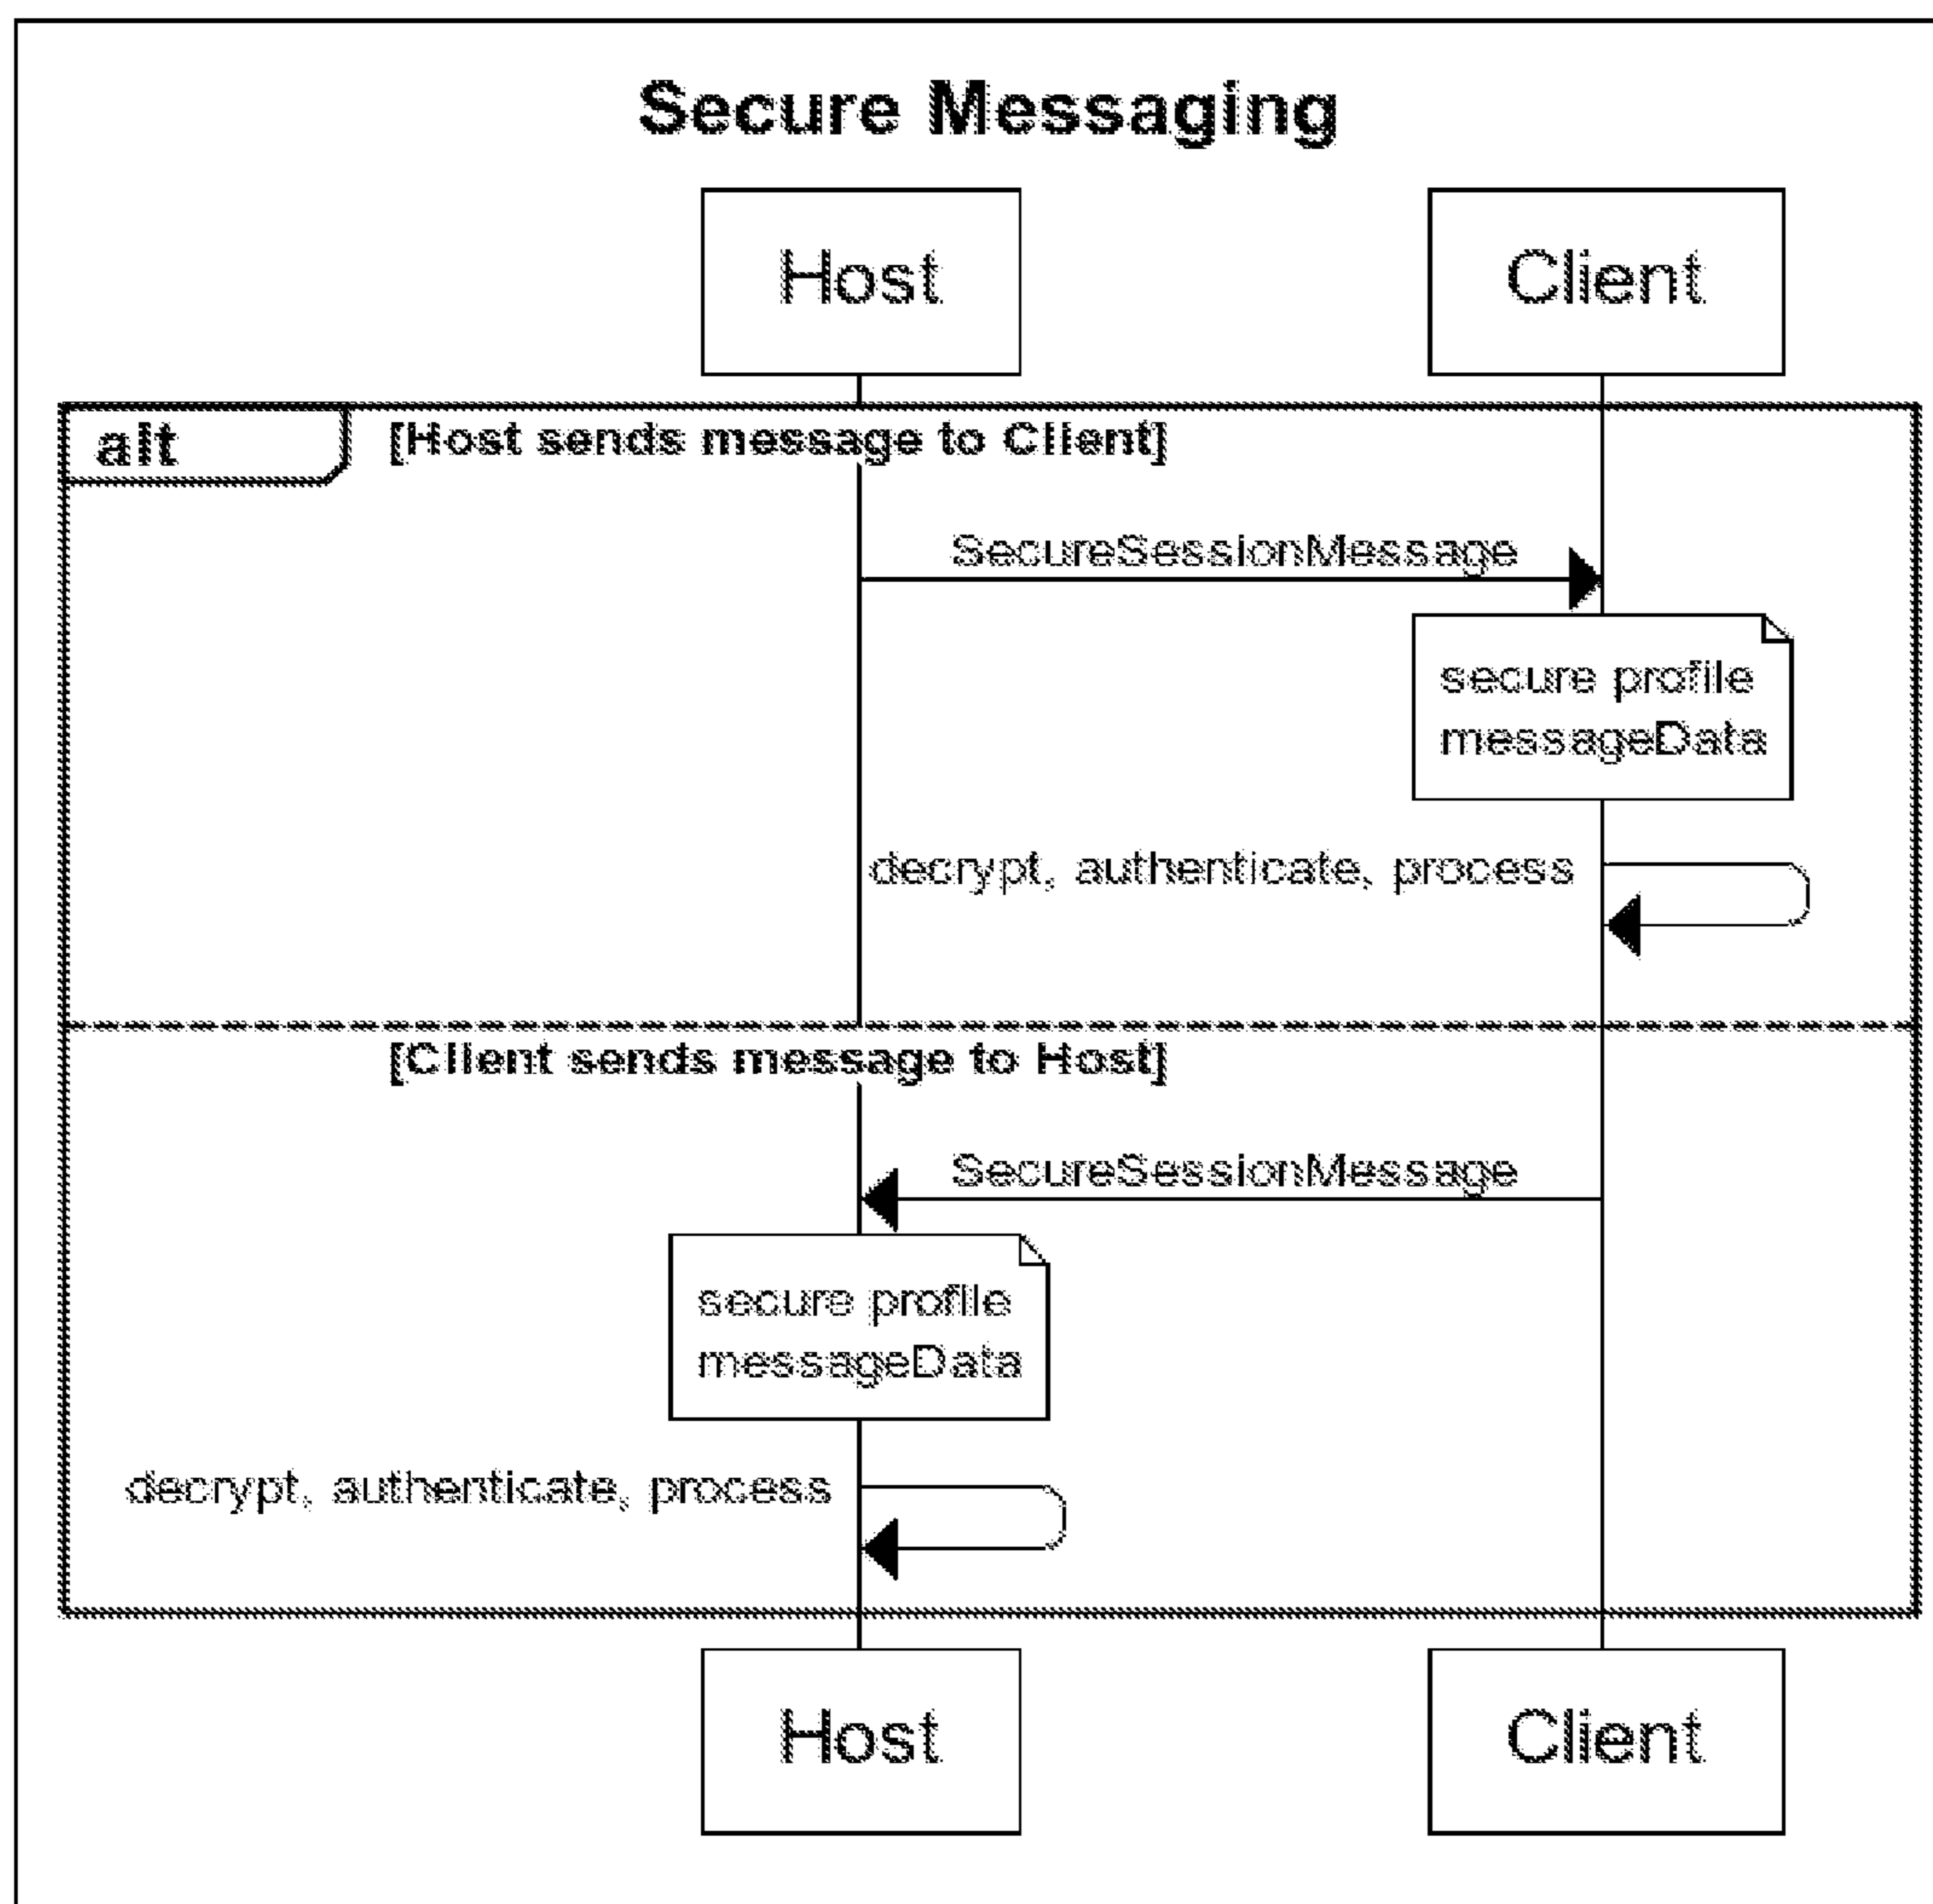 Secure Messaging
Host
Client
alt
[Host sends message to Client]
SecureSessionMessage
secure profile
messageData
decrypt, authenticate, process
[Client sends message to Host]
SecureSessionMessage
secure profile
messageData
decrypt, authenticate, process
Host
Client